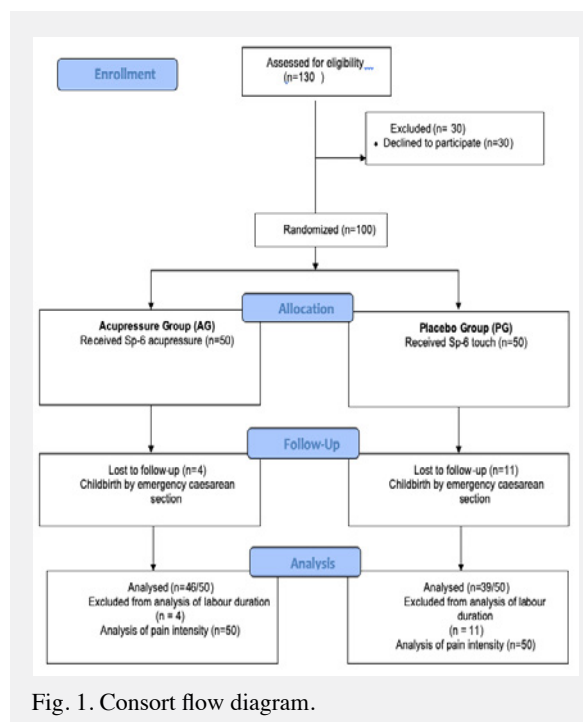 Enrollment
Assessed for eligibility
(n=130 )
Excluded (n= 30)
♦ Declined to participate (n=30)
Randomized (n=100)
Allocation
Acupressure Group (AG)
Received Sp-6 acupressure (n=50)
Placebo Group (PG)
Received Sp-6 touch (n=50)
Follow-Up
Lost to follow-up (n=4)
Childbirth by emergency caesarean
section
Lost to follow-up (n=11)
Childbirth by emergency caesarean
section
Analysis
Analysed (n=46/50)
Excluded from analysis of labour duration
(n = 4)
Analysis of pain intensity (n=50)
Analysed (n=39/50)
Excluded from analysis of labour
duration
(n = 11)
Analysis of pain intensity (n=50)
Fig. 1. Consort flow diagram.